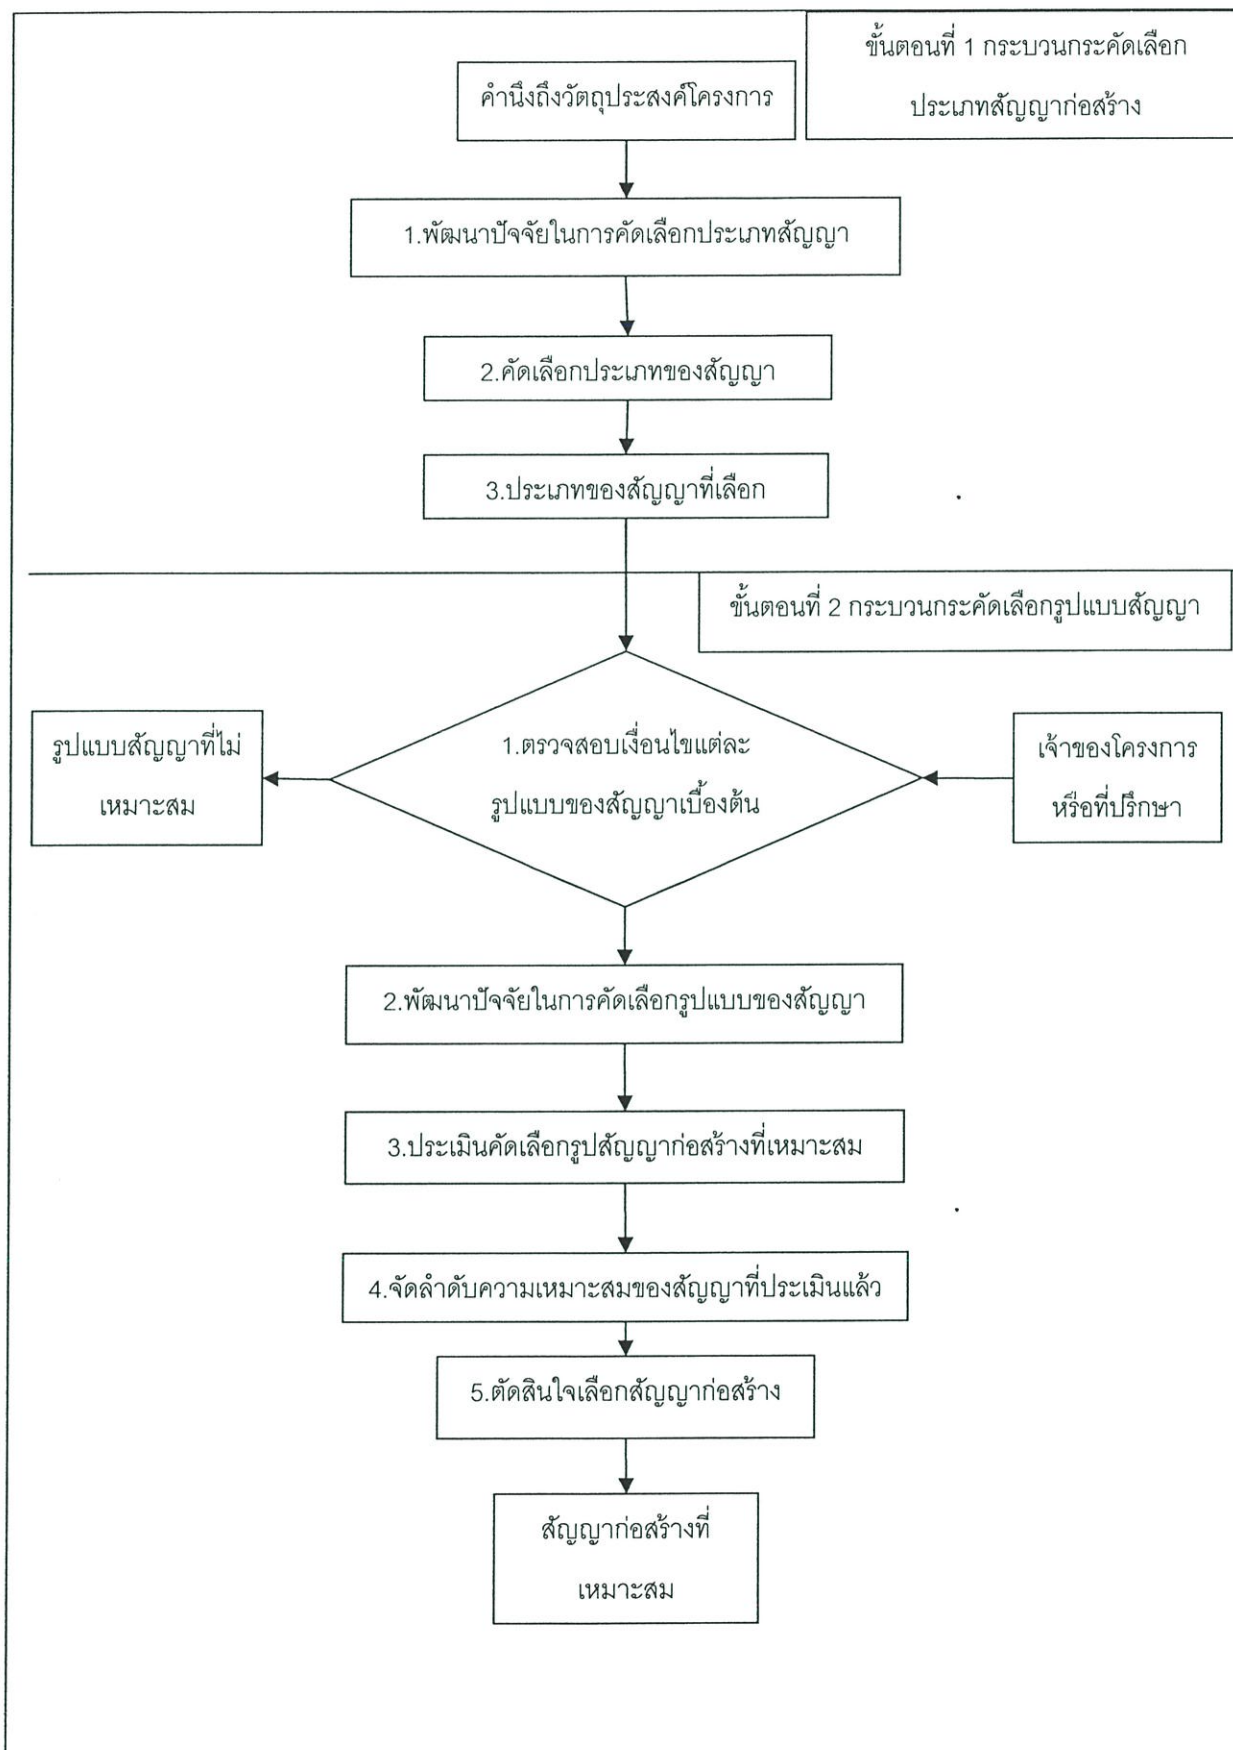 ขั้นตอนที่ 1 กระบวนกระคัดเลือก
ประเภทสัญญาก่อสร้าง
คำนึงถึงวัตถุประสงค์โครงการ
1.พัฒนาปัจจัยในการคัดเลือกประเภทสัญญา
2.คัดเลือกประเภทของสัญญา
3.ประเภทของสัญญาที่เลือก
ขั้นตอนที่ 2 กระบวนกระคัดเลือกรูปแบบสัญญา
รูปแบบสัญญาที่ไม่
เหมาะสม
1.ตรวจสอบเงื่อนไขแต่ละ
รูปแบบของสัญญาเบื้องต้น
เจ้าของโครงการ
หรือที่ปรึกษา
2.พัฒนาปัจจัยในการคัดเลือกรูปแบบของสัญญา
3.ประเมินคัดเลือกรูปสัญญาก่อสร้างที่เหมาะสม
4.จัดลำดับความเหมาะสมของสัญญาที่ประเมินแล้ว
5.ตัดสินใจเลือกสัญญาก่อสร้าง
สัญญาก่อสร้างที่
เหมาะสม